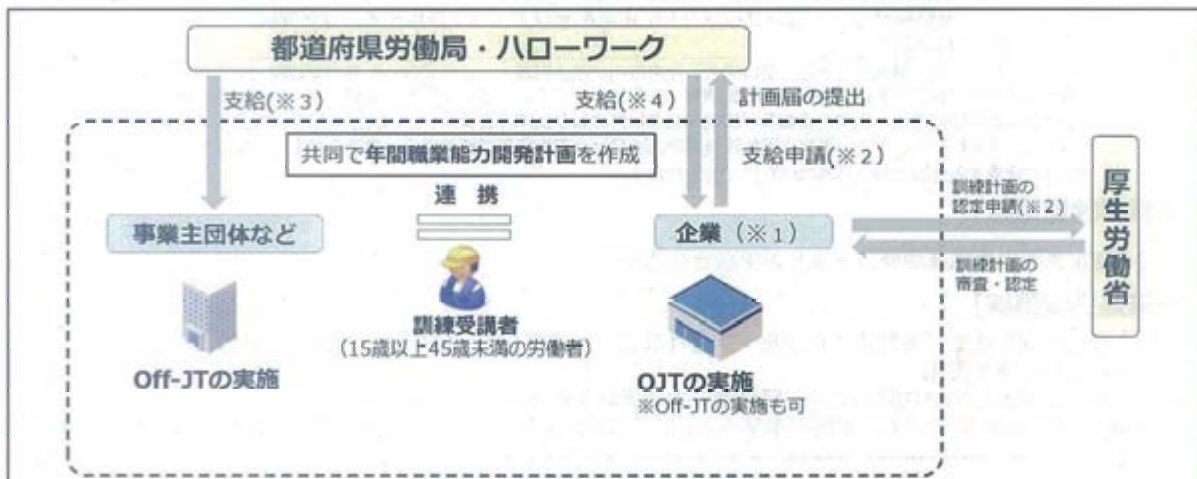 都道府県労働局・ハローワーク
支給(※3)
支給(※4)
計画届の提出
共同で年間職業能力開発計画を作成
支給申請(※2)
連 携
事業主団体など
企業(※1)
訓練計画の
認定申請(※2)
訓練計画の
審査・認定
厚生労働省
訓練受講者
(15歳以上45歳未満の労働者)
Off-JTの実施
OJTの実施
※Off-JTの実施も可